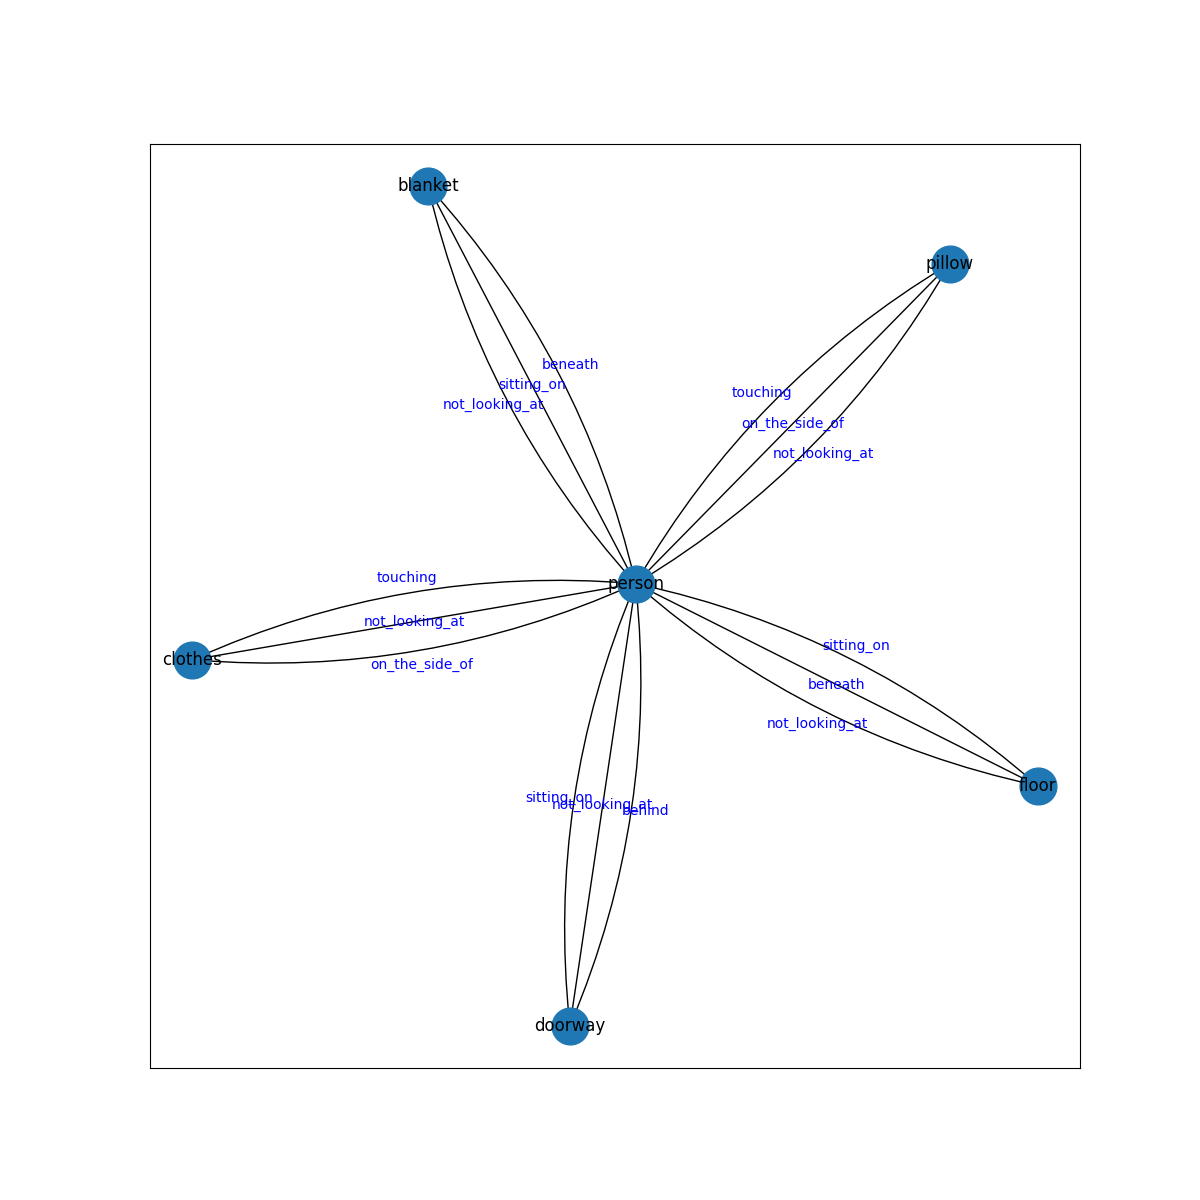 blanket
pillow
beneath
sitting_on
touching
not_looking_at
on_the_side_of
not_looking_at
touching
person
not_looking_at
sitting_on
clothes
on_the_side_of
beneath
not_looking_at
floor
sitting_on
not_looking_at
behind
doorway